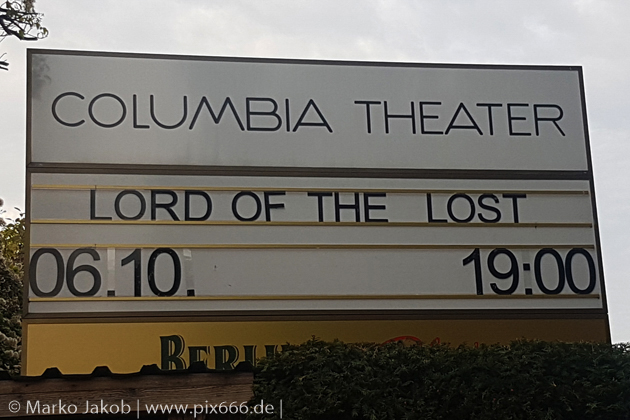 COLUMBIA THEATER
LORD OF THE LOST
06.10. 19:00
© Marko Jakob | www.pix666.de |